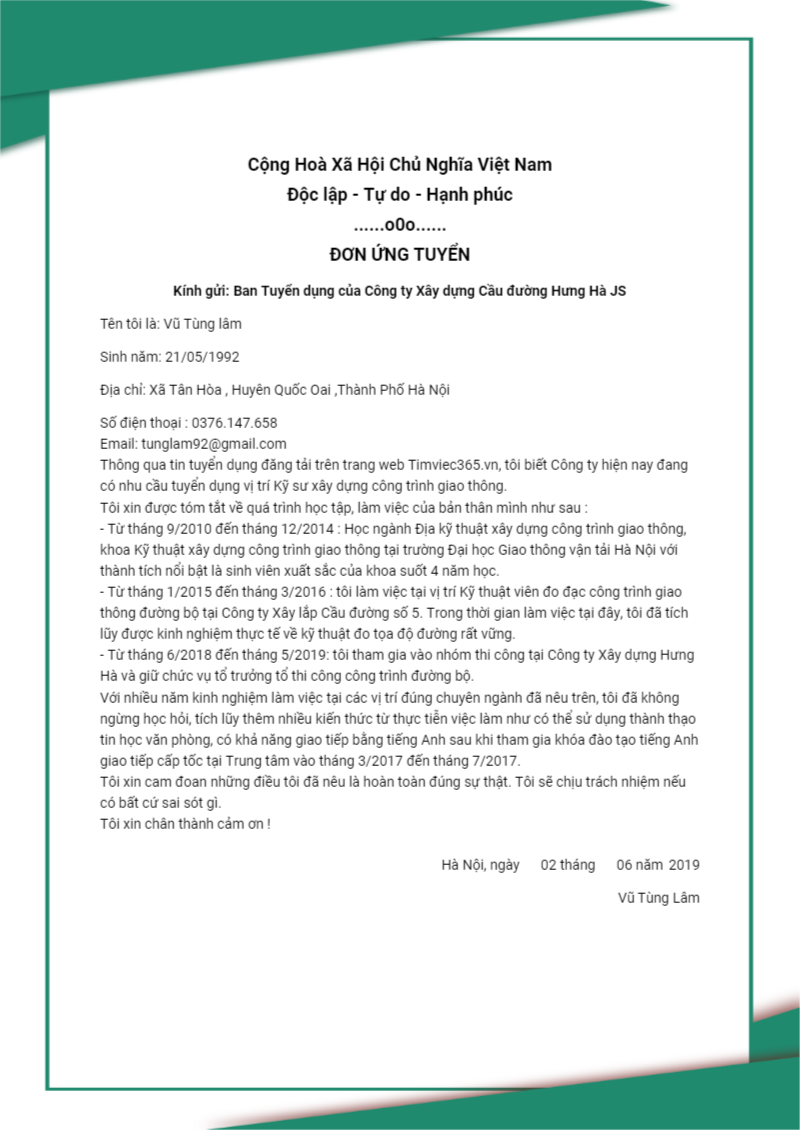 Cộng Hoà Xã Hội Chủ Nghĩa Việt Nam
Độc lập - Tự do - Hạnh phúc
......o0o......
ĐƠN ỨNG TUYỂN
Kính gửi: Ban Tuyển dụng của Công ty Xây dựng Cầu đường Hưng Hà JS
Tên tôi là: Vũ Tùng lâm
Sinh năm: 21/05/1992
Địa chỉ: Xã Tân Hòa , Huyên Quốc Oai ,Thành Phố Hà Nội
Số điện thoại : 0376.147.658
Email: tunglam92@gmail.com
Thông qua tin tuyển dụng đăng tải trên trang web Timviec365.vn, tôi biết Công ty hiện nay đang
có nhu cầu tuyển dụng vị trí Kỹ sư xây dựng công trình giao thông.
Tôi xin được tóm tắt về quá trình học tập, làm việc của bản thân mình như sau :
- Từ tháng 9/2010 đến tháng 12/2014 : Học ngành Địa kỹ thuật xây dựng công trình giao thông,
khoa Kỹ thuật xây dựng công trình giao thông tại trường Đại học Giao thông vận tải Hà Nội với
thành tích nổi bật là sinh viên xuất sắc của khoa suốt 4 năm học.
- Từ tháng 1/2015 đến tháng 3/2016 : tôi làm việc tại vị trí Kỹ thuật viên đo đạc công trình giao
thông đường bộ tại Công ty Xây lắp Cầu đường số 5. Trong thời gian làm việc tại đây, tôi đã tích
lũy được kinh nghiệm thực tế về kỹ thuật đo tọa độ đường rất vững.
- Từ tháng 6/2018 đến tháng 5/2019: tôi tham gia vào nhóm thi công tại Công ty Xây dựng Hưng
Hà và giữ chức vụ tổ trưởng tổ thi công công trình đường bộ.
Với nhiều năm kinh nghiệm làm việc tại các vị trí đúng chuyên ngành đã nêu trên, tôi đã không
ngừng học hỏi, tích lũy thêm nhiều kiến thức từ thực tiễn việc làm như có thể sử dụng thành thạo
tin học văn phòng, có khả năng giao tiếp bằng tiếng Anh sau khi tham gia khóa đào tạo tiếng Anh
giao tiếp cấp tốc tại Trung tâm vào tháng 3/2017 đến tháng 7/2017.
Tôi xin cam đoan những điều tôi đã nêu là hoàn toàn đúng sự thật. Tôi sẽ chịu trách nhiệm nếu
có bất cứ sai sót gì.
Tôi xin chân thành cảm ơn !
Hà Nội, ngày 02 tháng 06 năm 2019
Vũ Tùng Lâm